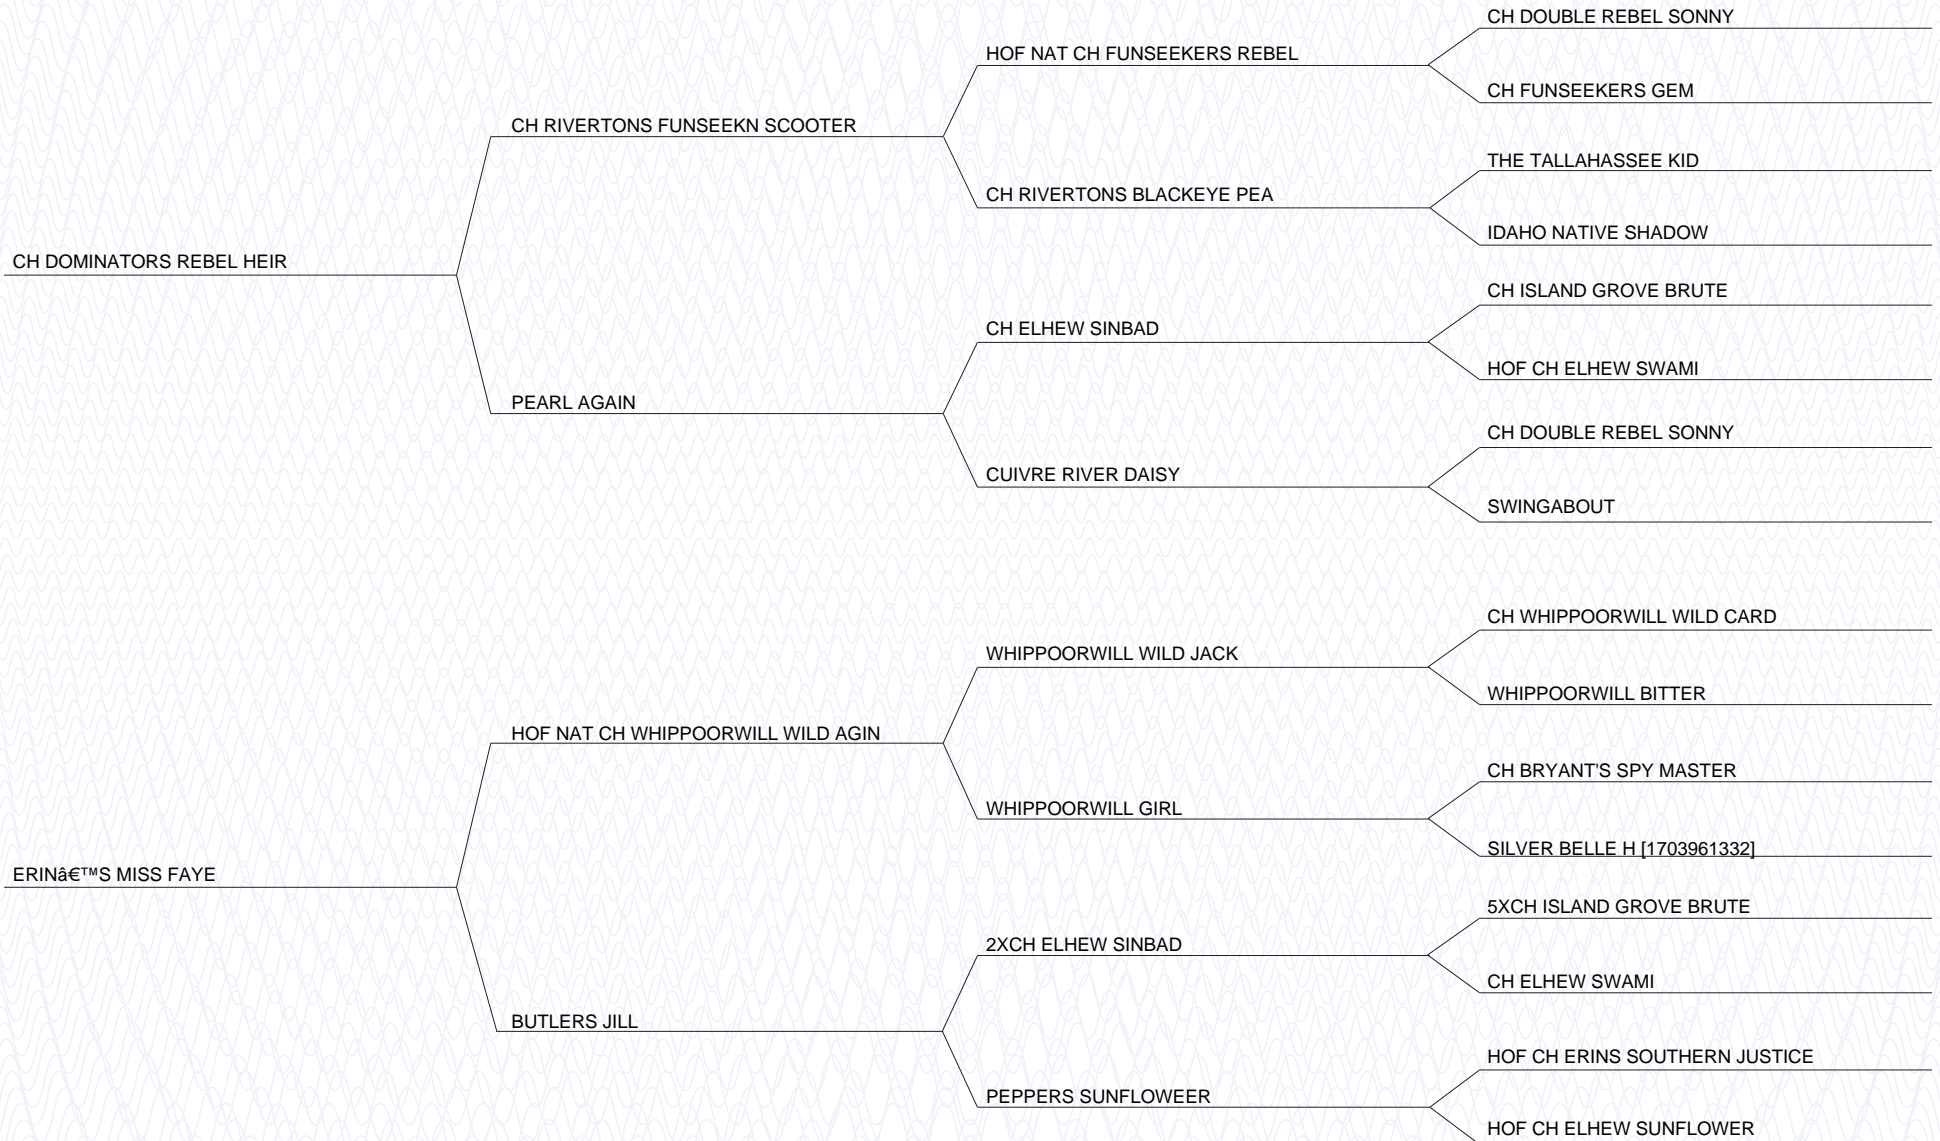 CH DOUBLE REBEL SONNY
HOF NAT CH FUNSEEKERS REBEL
CH FUNSEEKERS GEM
CH RIVERTONS FUNSEEKN SCOOTER
THE TALLAHASSEE KID
CH RIVERTONS BLACKEYE PEA
IDAHO NATIVE SHADOW
CH DOMINATORS REBEL HEIR
CH ISLAND GROVE BRUTE
CH ELHEW SINBAD
HOF CH ELHEW SWAMI
PEARL AGAIN
CH DOUBLE REBEL SONNY
CUIVRE RIVER DAISY
SWINGABOUT
CH WHIPPOORWILL WILD CARD
WHIPPOORWILL WILD JACK
WHIPPOORWILL BITTER
HOF NAT CH WHIPPOORWILL WILD AGIN
CH BRYANT'S SPY MASTER
WHIPPOORWILL GIRL
SILVER BELLE H [1703961332]
ERINâ€™S MISS FAYE
5XCH ISLAND GROVE BRUTE
2XCH ELHEW SINBAD
CH ELHEW SWAMI
BUTLERS JILL
HOF CH ERINS SOUTHERN JUSTICE
PEPPERS SUNFLOWEER
HOF CH ELHEW SUNFLOWER